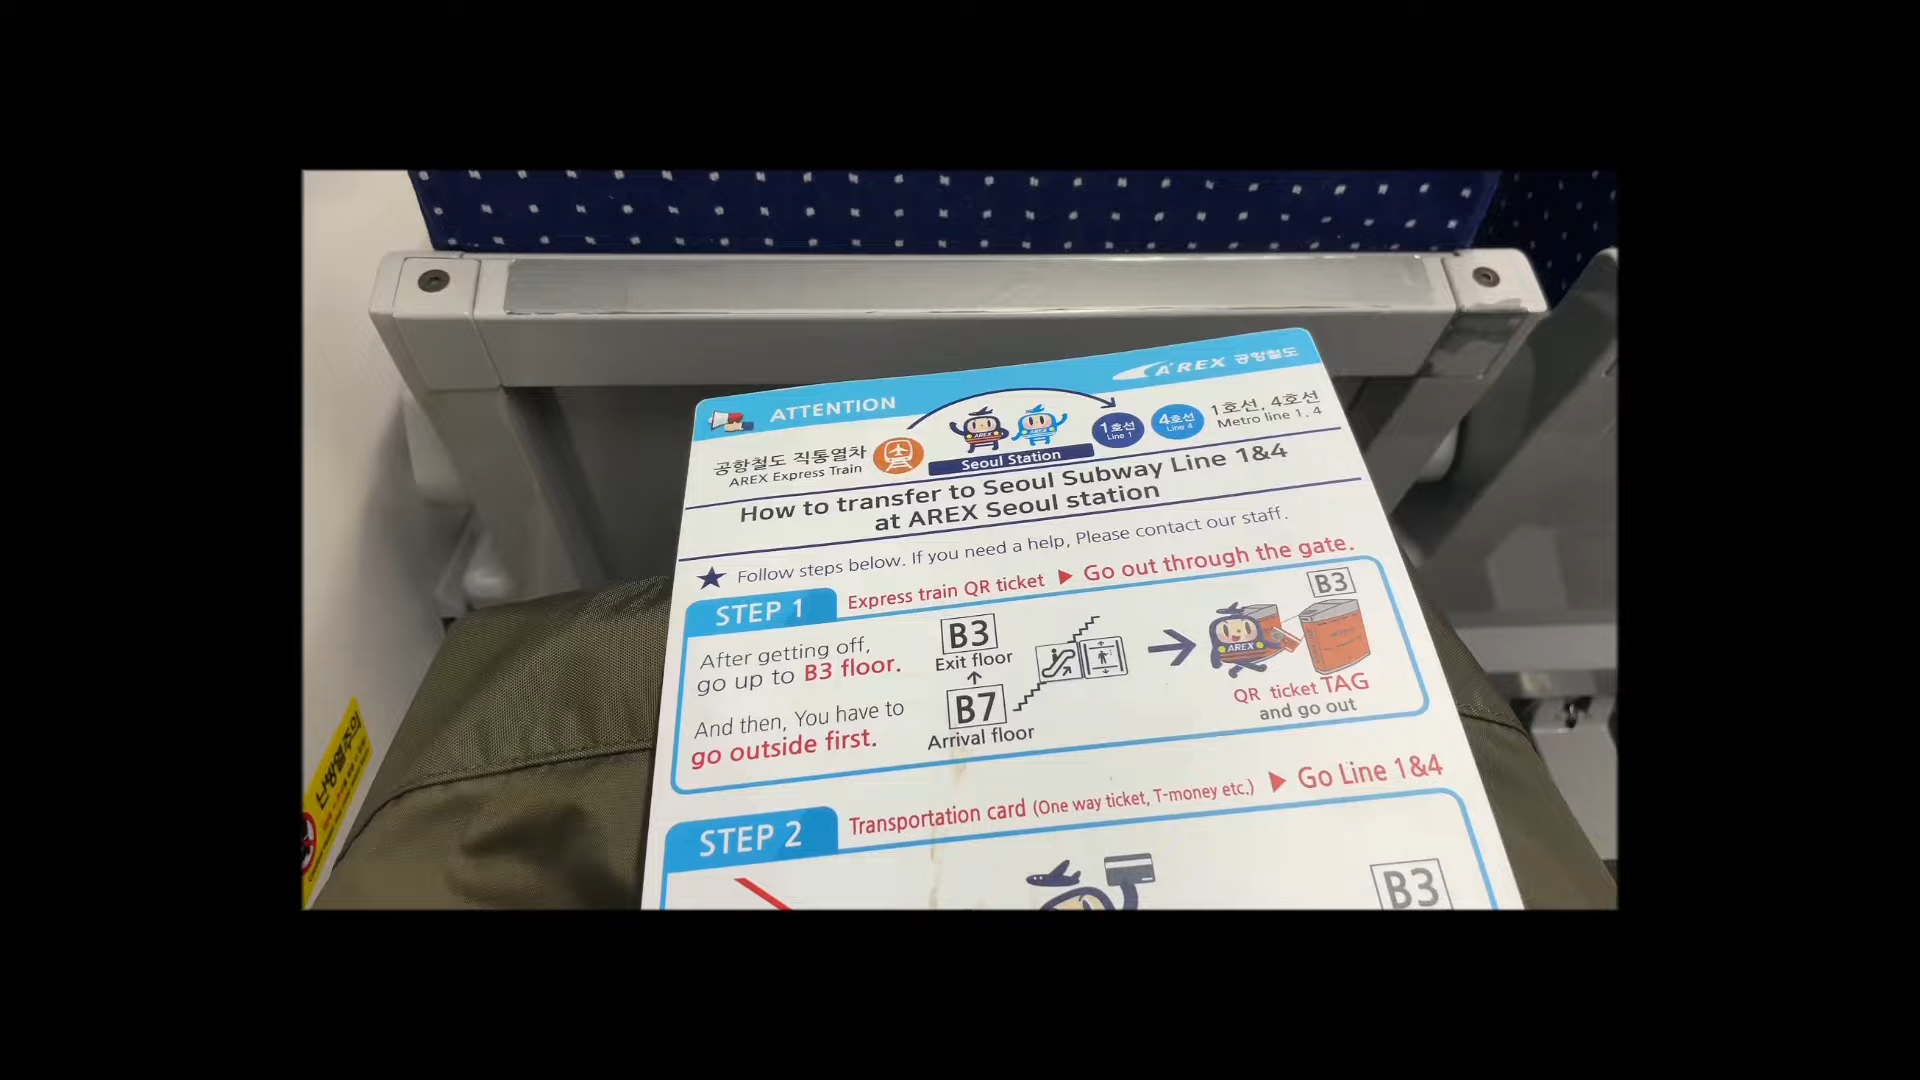 ATTENTION
AREX 공항철도
공항철도 직통열차
AREX Express Train
AREX
AREX
Seoul Station
1호선
Line 1
4호선
Line 4
1호선, 4호선
Metro line 1, 4
How to transfer to Seoul Subway Line 1&4
at AREX Seoul station
★ Follow steps below. If you need a help, Please contact our staff.
STEP 1
Express train QR ticket ▶ Go out through the gate.
After getting off,
go up to B3 floor.
And then, You have to
go outside first.
B3
Exit floor
B7
Arrival floor
B3
AREX
QR ticket TAG
and go out
STEP 2
Transportation card (One way ticket, T-money etc.) ▶ Go Line 1&4
B3
난방열주의